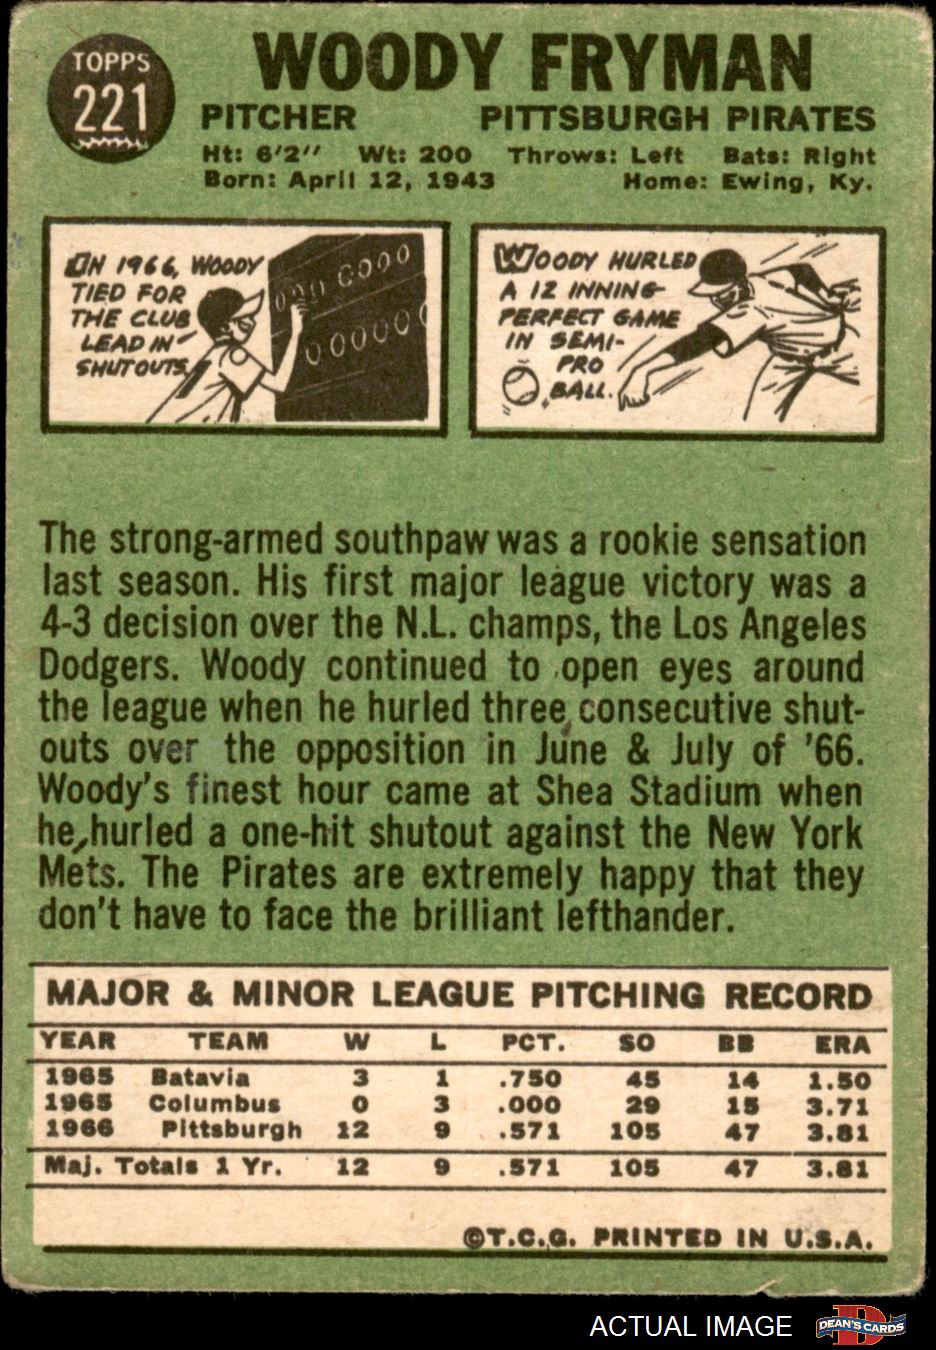 TOPPS
221
WOODY FRYMAN
PITCHER PITTSBURGH PIRATES
Ht: 6'2" Wt: 200 Throws: Left Bats: Right
Born: April 12, 1943 Home: Ewing, Ky.
IN 1966, WOODY
TIED FOR
THE CLUB
LEAD IN
SHUTOUTS.
WOODY HURLED
A 12 INNING
PERFECT GAME
IN SEMI-
PRO
BALL.
The strong-armed southpaw was a rookie sensation
last season. His first major league victory was a
4-3 decision over the N.L. champs, the Los Angeles
Dodgers. Woody continued to open eyes around
the league when he hurled three consecutive shut-
outs over the opposition in June & July of '66.
Woody's finest hour came at Shea Stadium when
he hurled a one-hit shutout against the New York
Mets. The Pirates are extremely happy that they
don't have to face the brilliant lefthander.
MAJOR & MINOR LEAGUE PITCHING RECORD
YEAR TEAM W L PCT. SO BB ERA
1965 Batavia 3 1 .750 45 14 1.50
1965 Columbus 0 3 .000 29 15 3.71
1966 Pittsburgh 12 9 .571 105 47 3.81
Maj. Totals 1 Yr. 12 9 .571 105 47 3.81
©T.C.G. PRINTED IN U.S.A.
ACTUAL IMAGE
DEAN'S CARDS